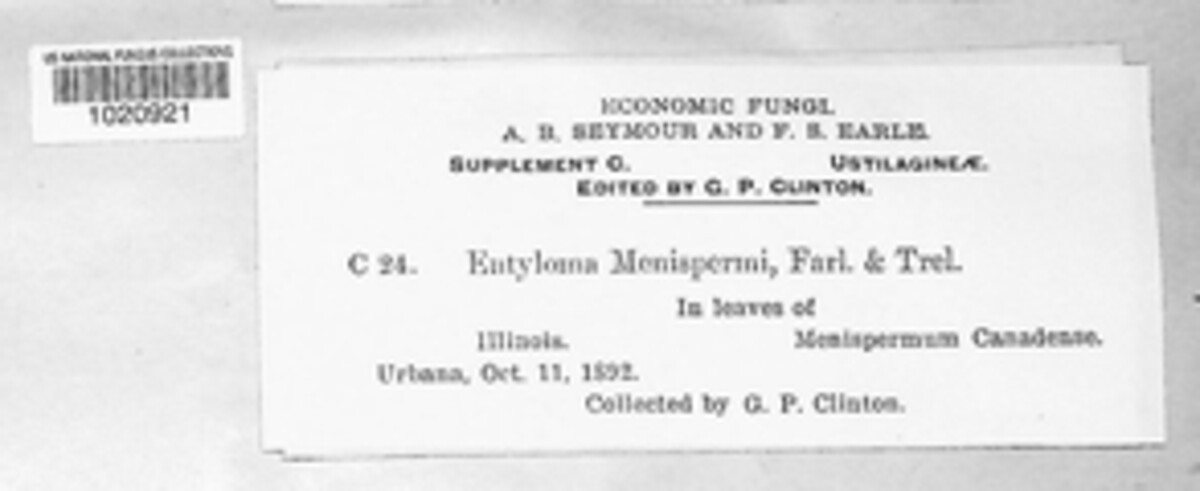 US NATIONAL FUNGUS COLLECTIONS
1020921
ECONOMIC FUNGI.
A. B. SEYMOUR AND F. S. EARLE.
SUPPLEMENT C. USTILAGINEÆ.
EDITED BY G. P. CLINTON.
C 24. Entyloma Menispermi, Farl. & Trel.
In leaves of
Illinois. Menispermum Canadense.
Urbana, Oct. 11, 1892.
Collected by G. P. Clinton.